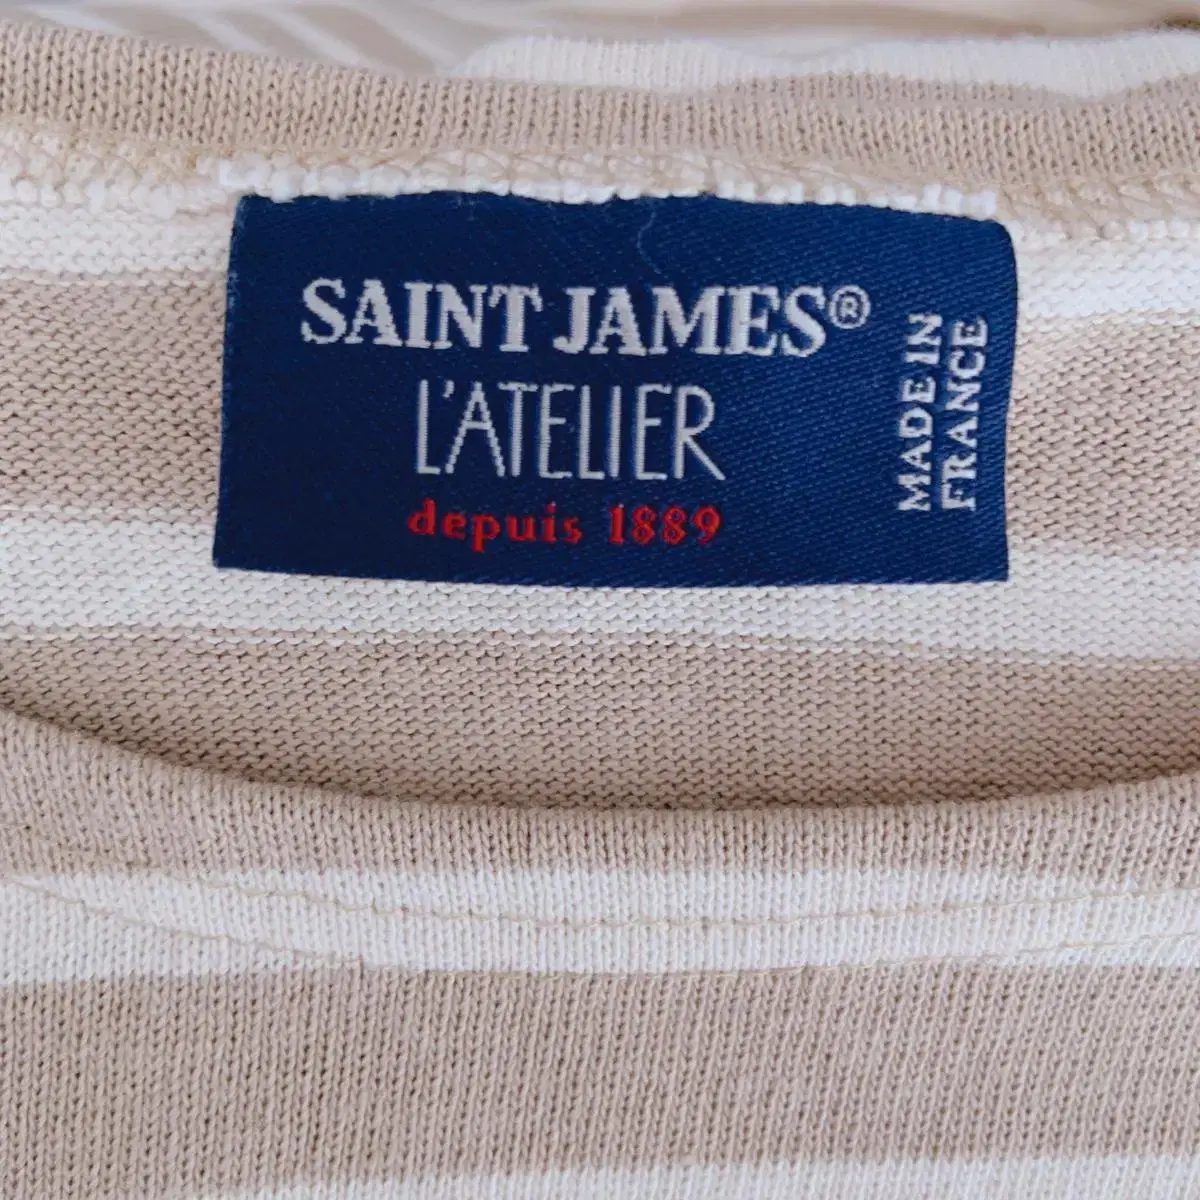 SAINT JAMES®
L'ATELIER
depuis 1889
MADE IN
FRANCE